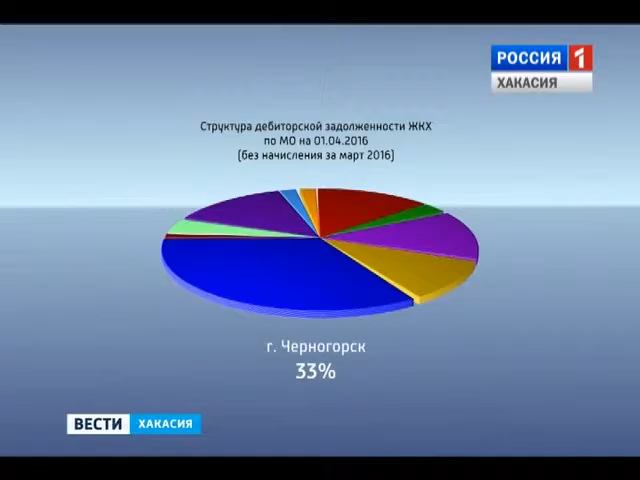 РОССИЯ 1
ХАКАСИЯ
Структура дебиторской задолженности ЖКХ
по МО на 01.04.2016
(без начисления за март 2016)
г. Черногорск
33%
ВЕСТИ ХАКАСИЯ